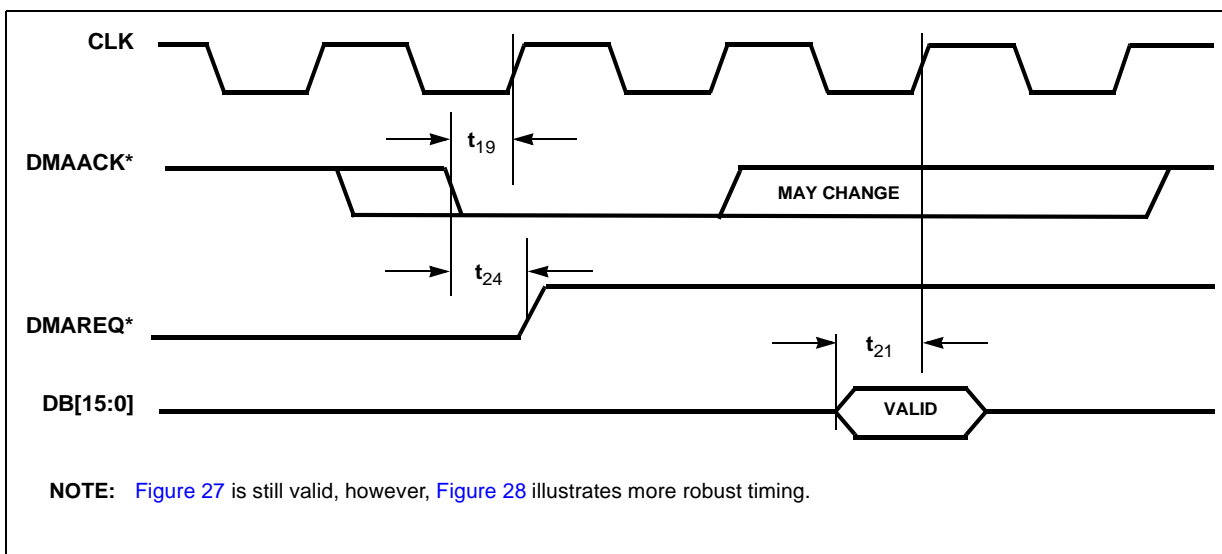 CLK
t19
DMAACK*
MAY CHANGE
t24
DMAREQ*
t21
DB[15:0]
VALID
NOTE: Figure 27 is still valid, however, Figure 28 illustrates more robust timing.